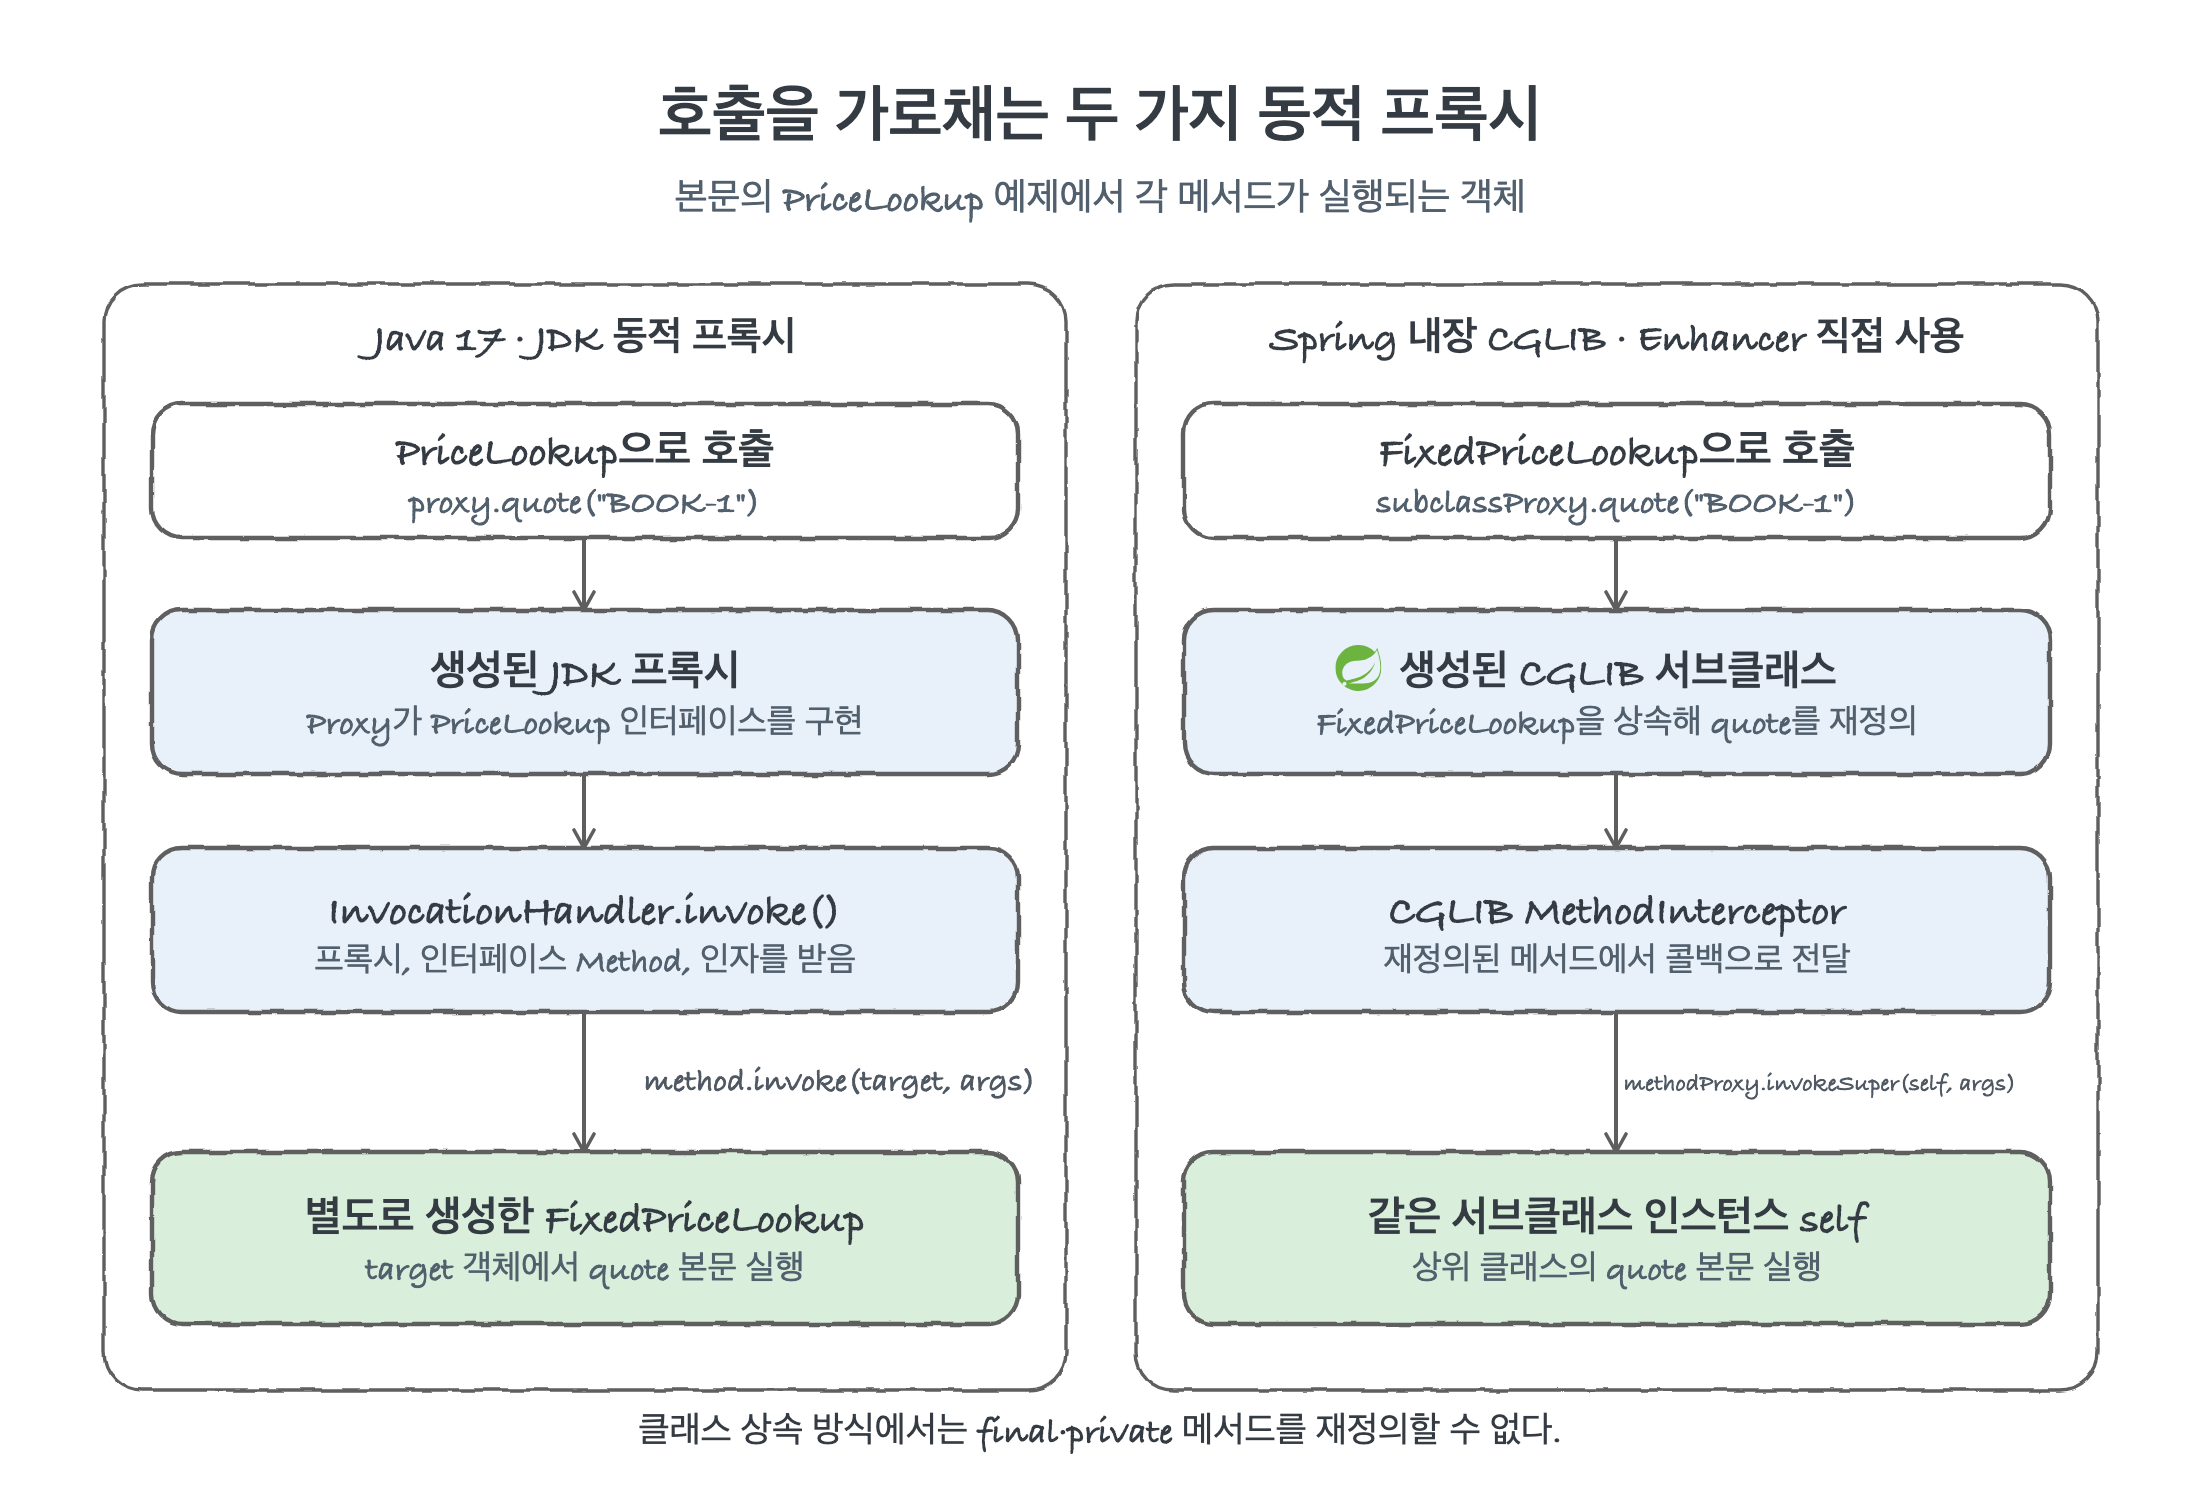 호출을 가로채는 두 가지 동적 프록시
본문의 PriceLookup 예제에서 각 메서드가 실행되는 객체
Java 17 · JDK 동적 프록시
PriceLookup으로 호출
proxy.quote("BOOK-1")
생성된 JDK 프록시
Proxy가 PriceLookup 인터페이스를 구현
InvocationHandler.invoke()
프록시, 인터페이스 Method, 인자를 받음
method.invoke(target, args)
별도로 생성한 FixedPriceLookup
target 객체에서 quote 본문 실행
Spring 내장 CGLIB · Enhancer 직접 사용
FixedPriceLookup으로 호출
subclassProxy.quote("BOOK-1")
생성된 CGLIB 서브클래스
FixedPriceLookup을 상속해 quote를 재정의
CGLIB MethodInterceptor
재정의된 메서드에서 콜백으로 전달
methodProxy.invokeSuper(self, args)
같은 서브클래스 인스턴스 self
상위 클래스의 quote 본문 실행
클래스 상속 방식에서는 final·private 메서드를 재정의할 수 없다.